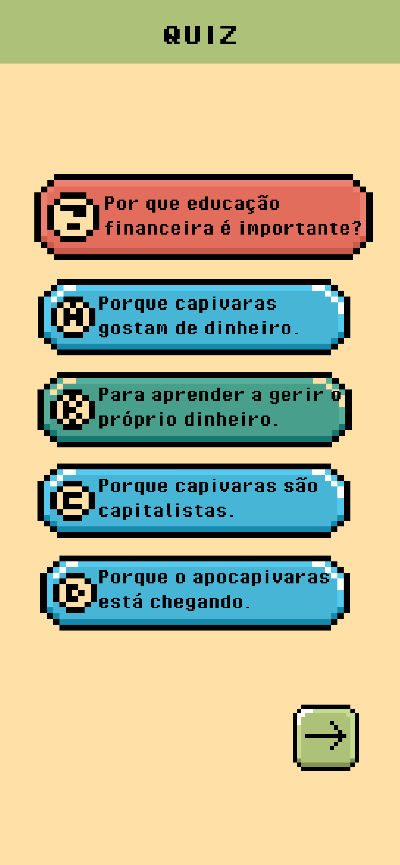 QUIZ
?
Por que educação
financeira é importante?
A
Porque capivaras
gostam de dinheiro.
B
Para aprender a gerir o
próprio dinheiro.
C
Porque capivaras são
capitalistas.
D
Porque o apocapivaras
está chegando.